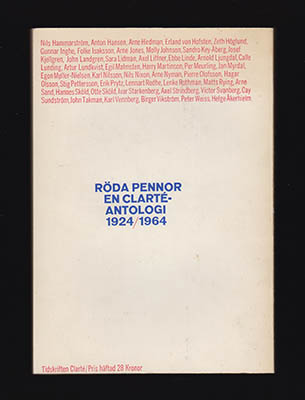 Nils Hammarström, Anton Hansen, Arne Hedman, Erland von Hofsten, Zeth Höglund,
Gunnar Inghe, Folke Isaksson, Arne Jones, Molly Johnson, Sandro Key-Åberg, Josef
Kjellgren, John Landgren, Sara Lidman, Axel Liffner, Ebbe Linde, Arnold Ljungdal, Calle
Lunding, Artur Lundkvist, Egil Malmsten, Harry Martinson, Per Meurling, Jan Myrdal,
Egon Møller-Nielsen, Karl Nilsson, Nils Nixon, Arne Nyman, Pierre Olofsson, Hagar
Olsson, Stig Pettersson, Erik Prytz, Lennart Rodhe, Lenke Rothman, Matts Rying, Arne
Sand, Hannes Sköld, Otte Sköld, Ivar Starkenberg, Axel Strindberg, Victor Svanberg, Cay
Sundström, John Takman, Karl Vennberg, Birger Viksröm, Peter Weiss, Helge Åkerhielm
RÖDA PENNOR
EN CLARTÉ-
ANTOLOGI
1924/1964
Tidskriften Clarté/Pris häftad 28 Kronor